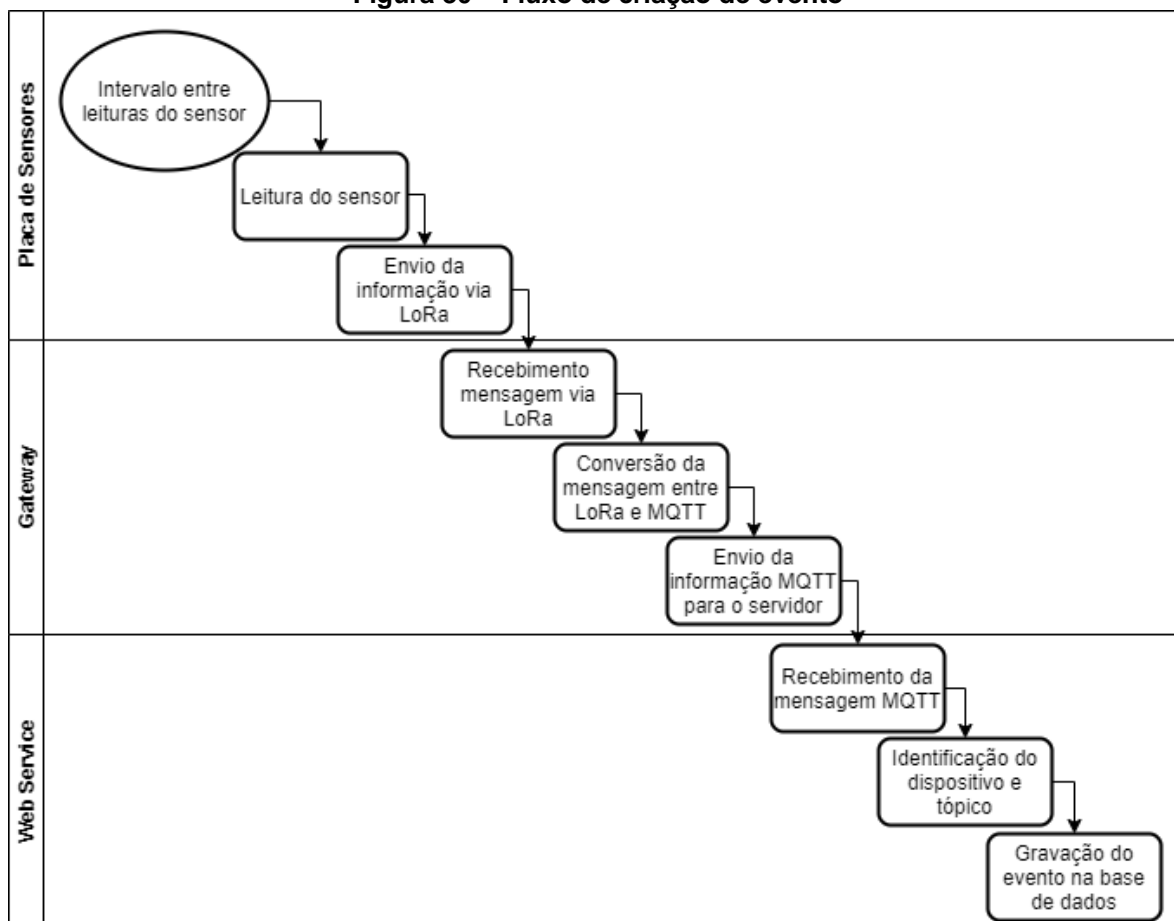 Placa de Sensores
Intervalo entre
leituras do sensor
Leitura do sensor
Envio da
informação via
LoRa
Gateway
Recebimento
mensagem via
LoRa
Conversão da
mensagem entre
LoRa e MQTT
Envio da
informação MQTT
para o servidor
Web Service
Recebimento da
mensagem MQTT
Identificação do
dispositivo e
tópico
Gravação do
evento na base
de dados